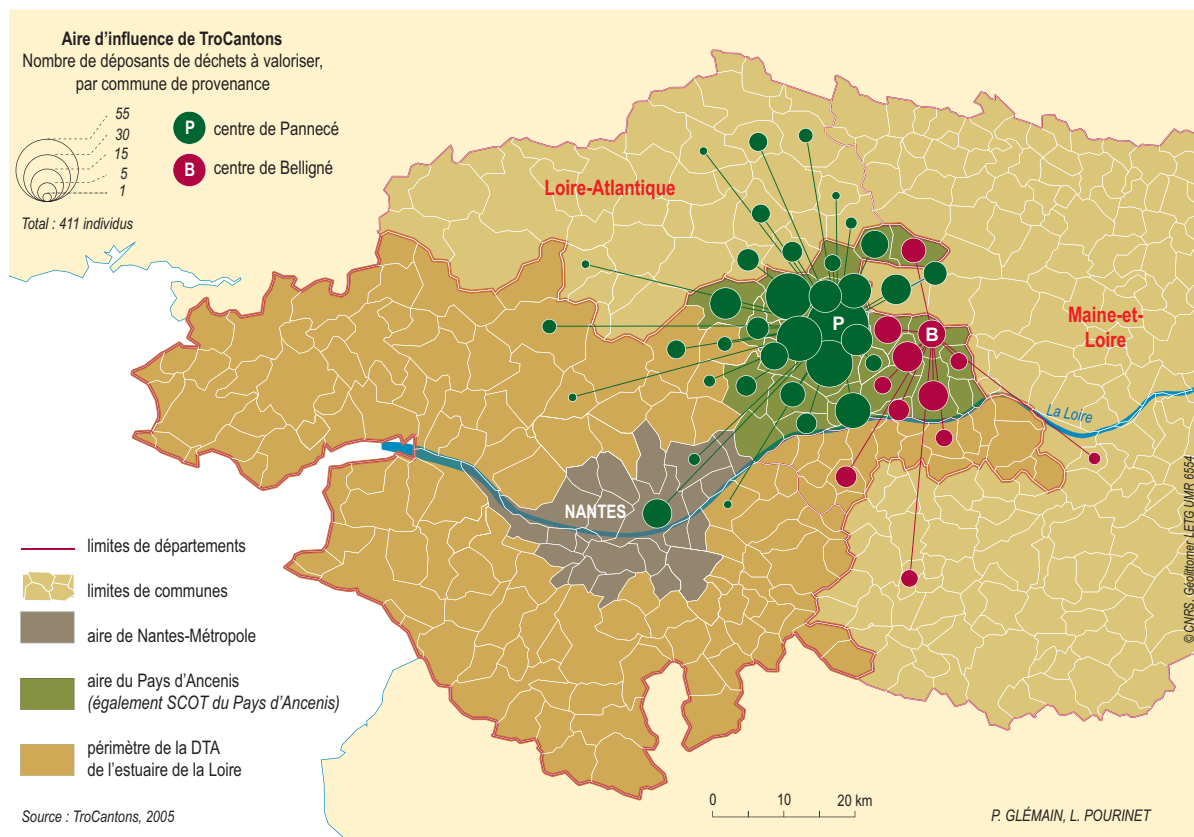 Aire d'influence de TroCantons
Nombre de déposants de déchets à valoriser,
par commune de provenance
55
30
15
5
1
P centre de Pannecé
B centre de Belligné
Total : 411 individus
Loire-Atlantique
Maine-et-
Loire
P
B
La Loire
NANTES
limites de départements
limites de communes
aire de Nantes-Métropole
aire du Pays d'Ancenis
(également SCOT du Pays d'Ancenis)
périmètre de la DTA
de l'estuaire de la Loire
0 10 20 km
Source : TroCantons, 2005
P. GLÉMAIN, L. POURINET
© CNRS, Géolittomer LETG UMR 6554